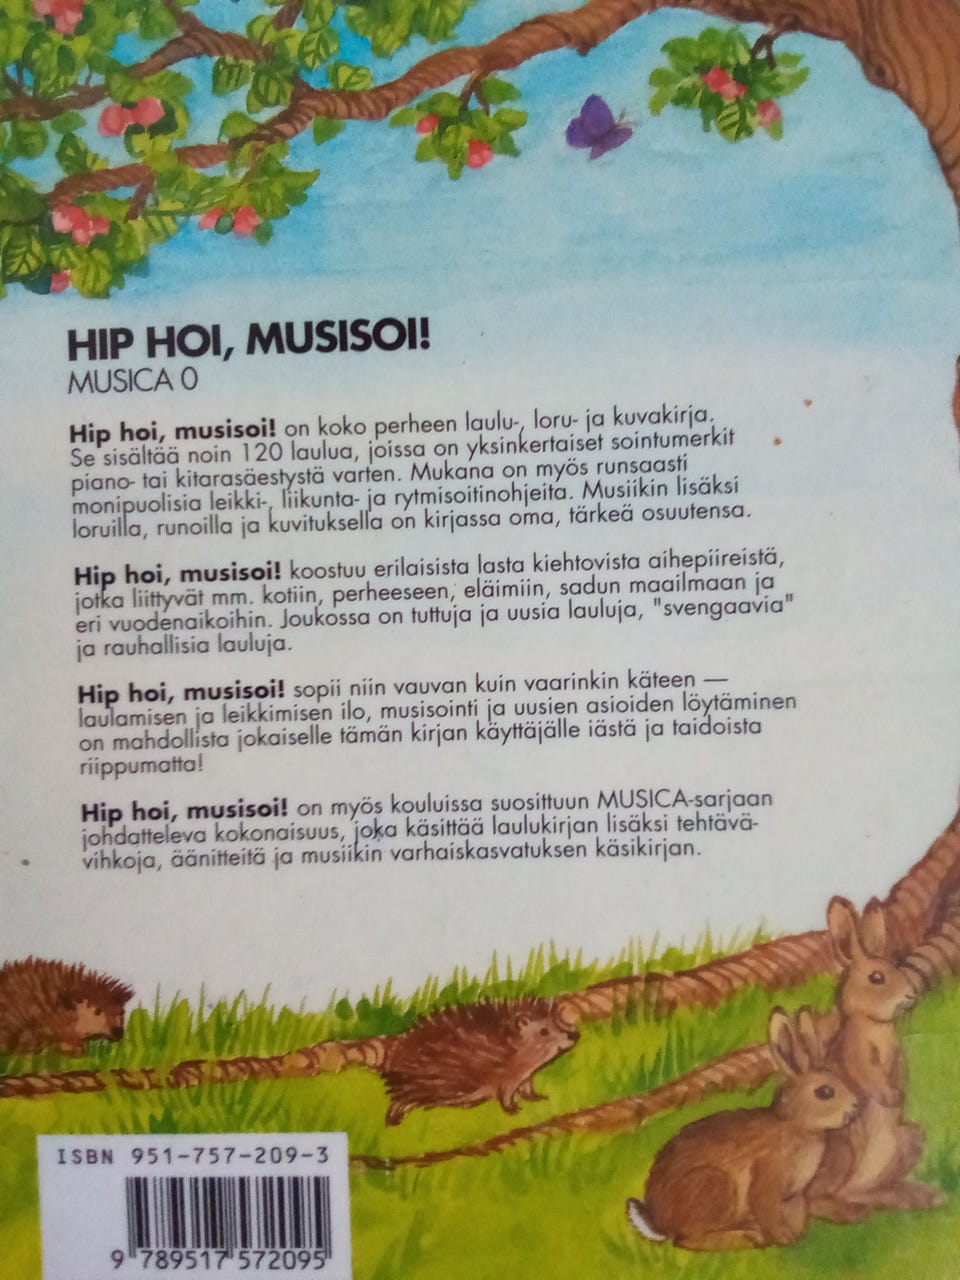 HIP HOI, MUSISOI!
MUSICA 0
Hip hoi, musisoi! on koko perheen laulu-, loru- ja kuvakirja.
Se sisältää noin 120 laulua, joissa on yksinkertaiset sointumerkit
piano- tai kitarasäestystä varten. Mukana on myös runsaasti
monipuolisia leikki-, liikunta- ja rytmisoitinohjeita. Musiikin lisäksi
loruilla, runoilla ja kuvituksella on kirjassa oma, tärkeä osuutensa.
Hip hoi, musisoi! koostuu erilaisista lasta kiehtovista aihepiireistä,
jotka liittyvät mm. kotiin, perheeseen, eläimiin, sadun maailmaan ja
eri vuodenaikoihin. Joukossa on tuttuja ja uusia lauluja, "svengaavia"
ja rauhallisia lauluja.
Hip hoi, musisoi! sopii niin vauvan kuin vaarinkin käteen —
laulamisen ja leikkimisen ilo, musisointi ja uusien asioiden löytäminen
on mahdollista jokaiselle tämän kirjan käyttäjälle iästä ja taidoista
riippumatta!
Hip hoi, musisoi! on myös kouluissa suosittuun MUSICA-sarjaan
johdatteleva kokonaisuus, joka käsittää laulukirjan lisäksi tehtävä-
vihkoja, äänitteitä ja musiikin varhaiskasvatuksen käsikirjan.
ISBN 951-757-209-3
9 789517 572095